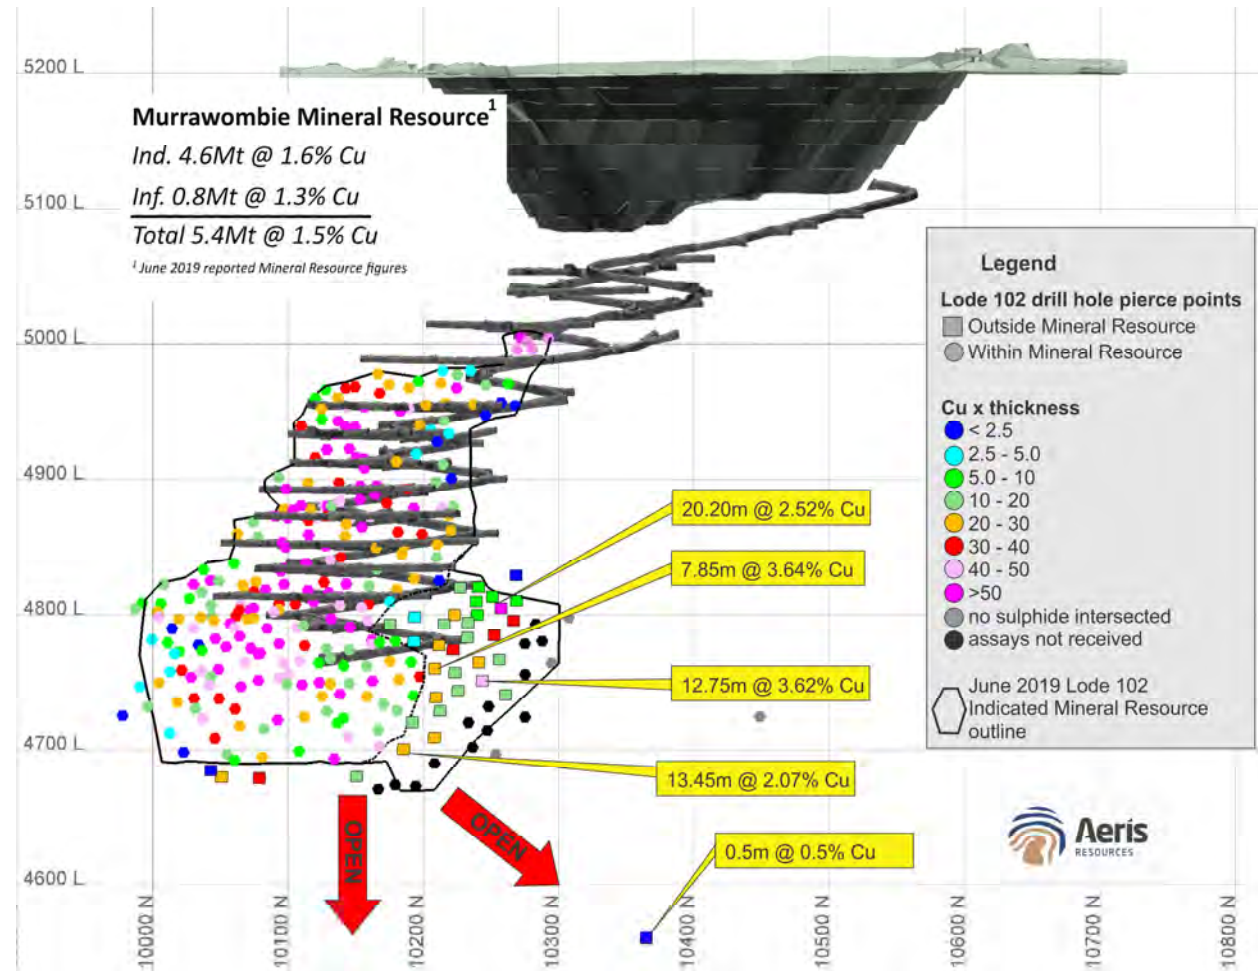 5200 L
Murrawombie Mineral Resource1
Ind. 4.6Mt @ 1.6% Cu
Inf. 0.8Mt @ 1.3% Cu
Total 5.4Mt @ 1.5% Cu
1 June 2019 reported Mineral Resource figures
5100 L
5000 L
4900 L
4800 L
4700 L
4600 L
Legend
Lode 102 drill hole pierce points
Outside Mineral Resource
Within Mineral Resource
Cu x thickness
< 2.5
2.5 - 5.0
5.0 - 10
10 - 20
20 - 30
30 - 40
40 - 50
>50
no sulphide intersected
assays not received
June 2019 Lode 102
Indicated Mineral Resource
outline
20.20m @ 2.52% Cu
7.85m @ 3.64% Cu
12.75m @ 3.62% Cu
13.45m @ 2.07% Cu
0.5m @ 0.5% Cu
OPEN
OPEN
Aeris
RESOURCES
10000 N
10100 N
10200 N
10300 N
10400 N
10500 N
10600 N
10700 N
10800 N